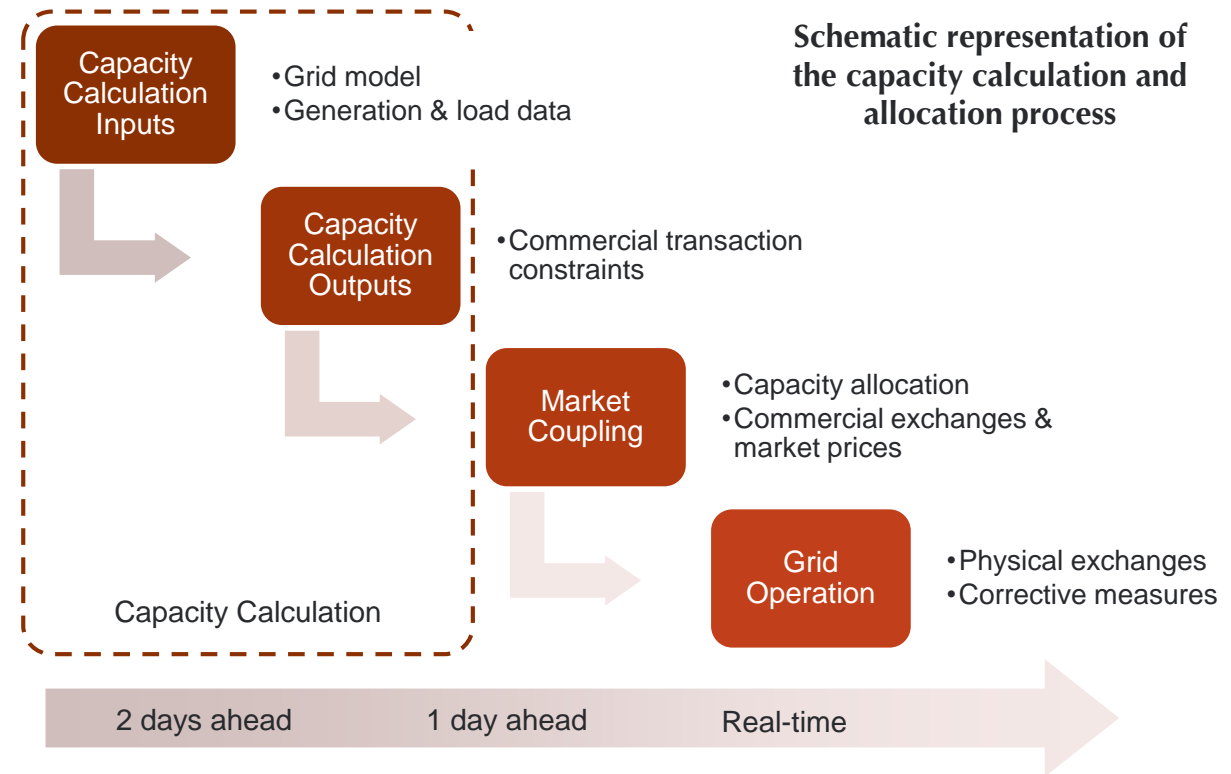 Schematic representation of
the capacity calculation and
allocation process
Capacity
Calculation
Inputs
•Grid model
•Generation & load data
Capacity
Calculation
Outputs
•Commercial transaction
constraints
Market
Coupling
•Capacity allocation
•Commercial exchanges &
market prices
Grid
Operation
•Physical exchanges
•Corrective measures
Capacity Calculation
2 days ahead
1 day ahead
Real-time